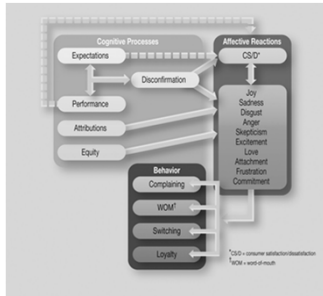 Cognitive Processes
Expectations
Disconfirmation
Performance
Attributions
Equity
Affective Reactions
CS/D*
Joy
Sadness
Disgust
Anger
Skepticism
Excitement
Love
Attachment
Frustration
Commitment
Behavior
Complaining
WOM†
Switching
Loyalty
*CS/D = consumer satisfaction/dissatisfaction
†WOM = word-of-mouth